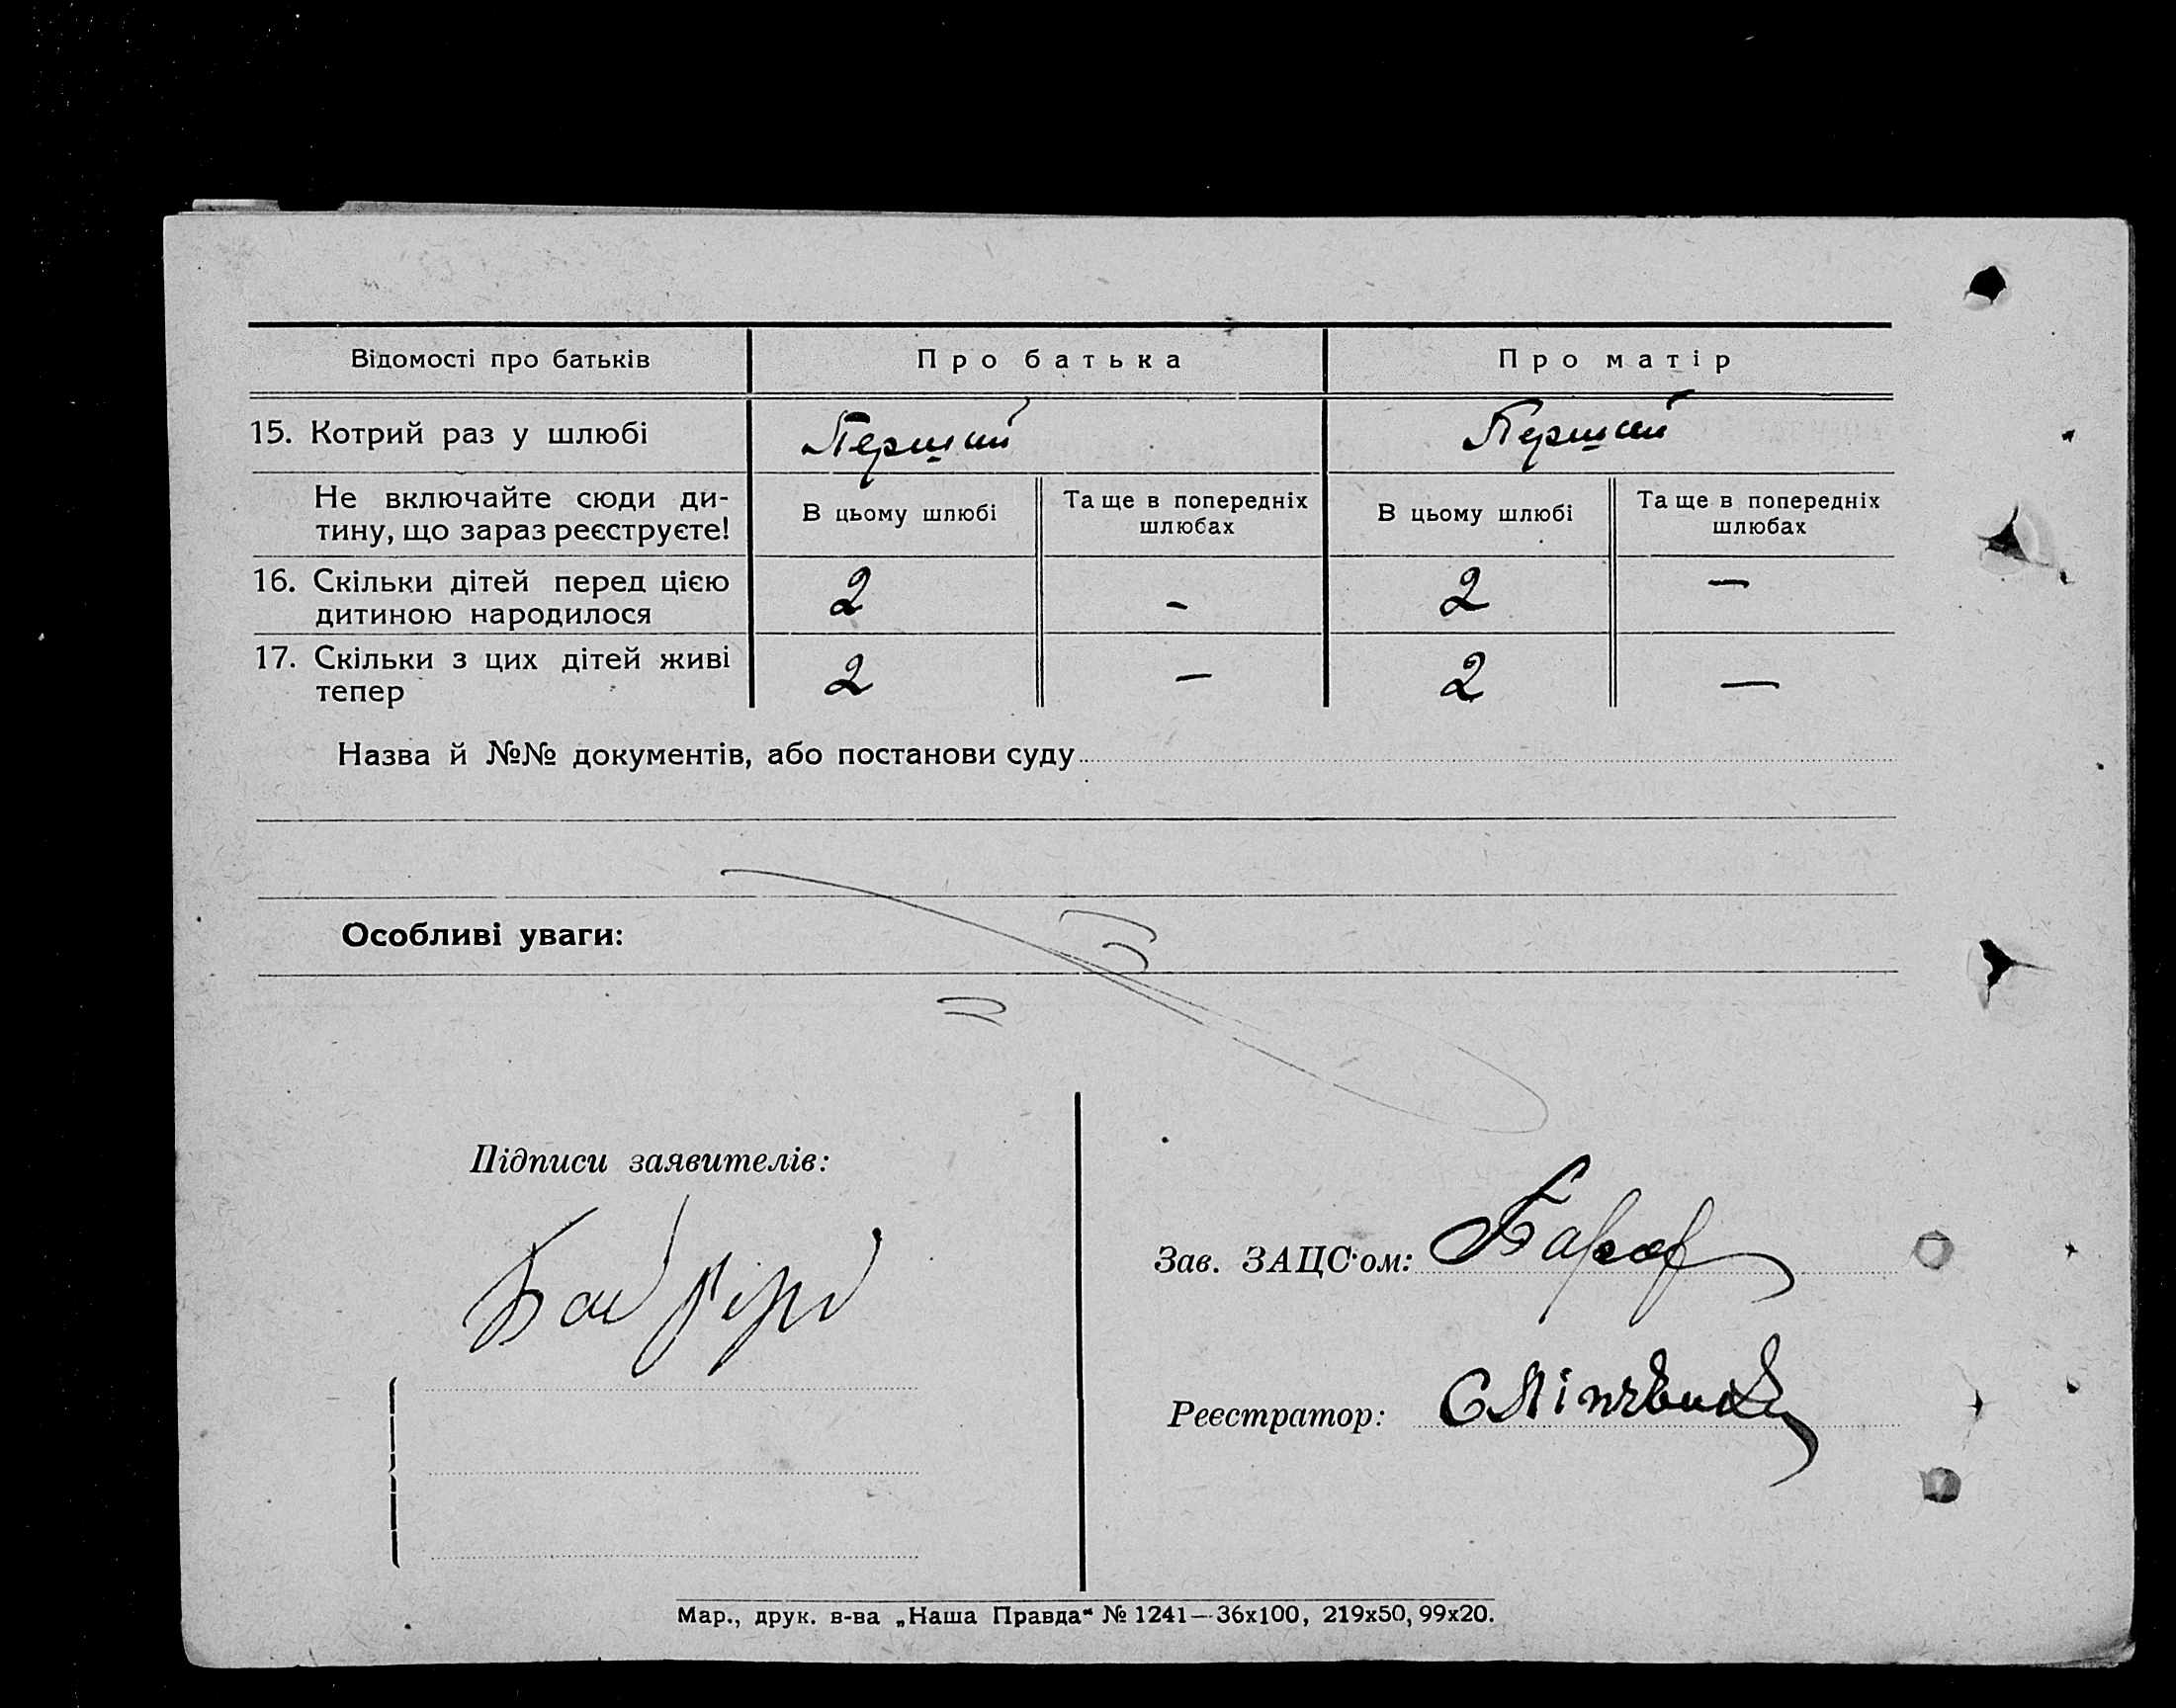 Відомості про батьків Про батька Про матір
15. Котрий раз у шлюбі Перший Перший
Не включайте сюди ди-
тину, що зараз реєструєте!
В цьому шлюбі
Та ще в попередніх
шлюбах
В цьому шлюбі
Та ще в попередніх
шлюбах
16. Скільки дітей перед цією
дитиною народилося
2 - 2 —
17. Скільки з цих дітей живі
тепер
2 — 2 —
Назва й №№ документів, або постанови суду
Особливі уваги:
Підписи заявителів:
Зав. ЗАЦС'ом:
Реєстратор:
Мар., друк. в-ва „Наша Правда“ № 1241—36х100, 219х50, 99х20.